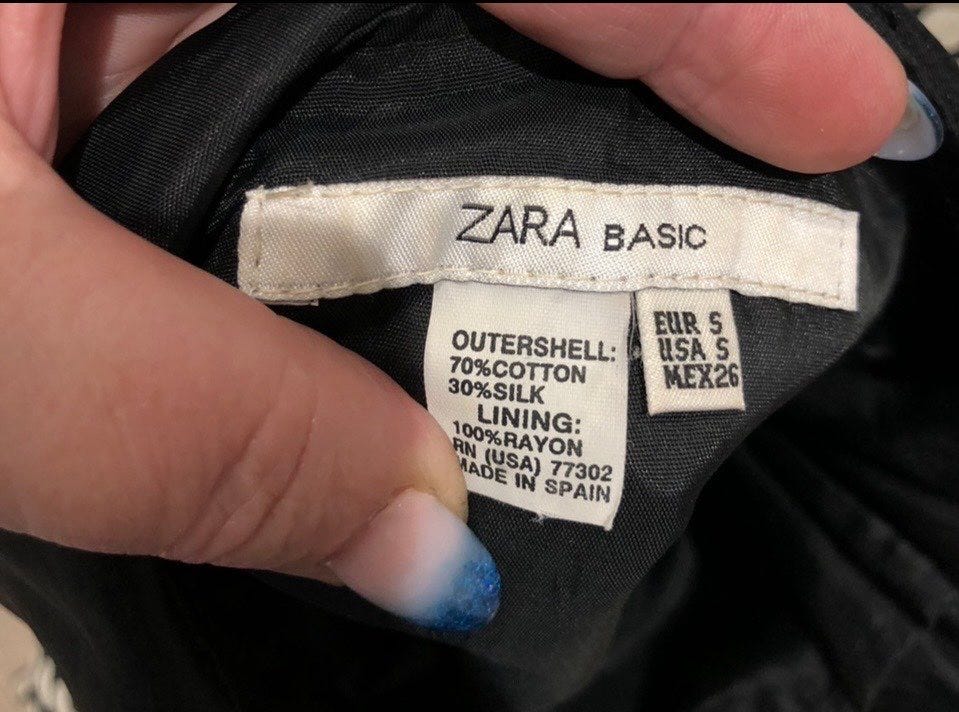 ZARA BASIC
OUTERSHELL:
70%COTTON
30%SILK
LINING:
100%RAYON
RN (USA) 77302
MADE IN SPAIN
EUR S
USA S
MEX26